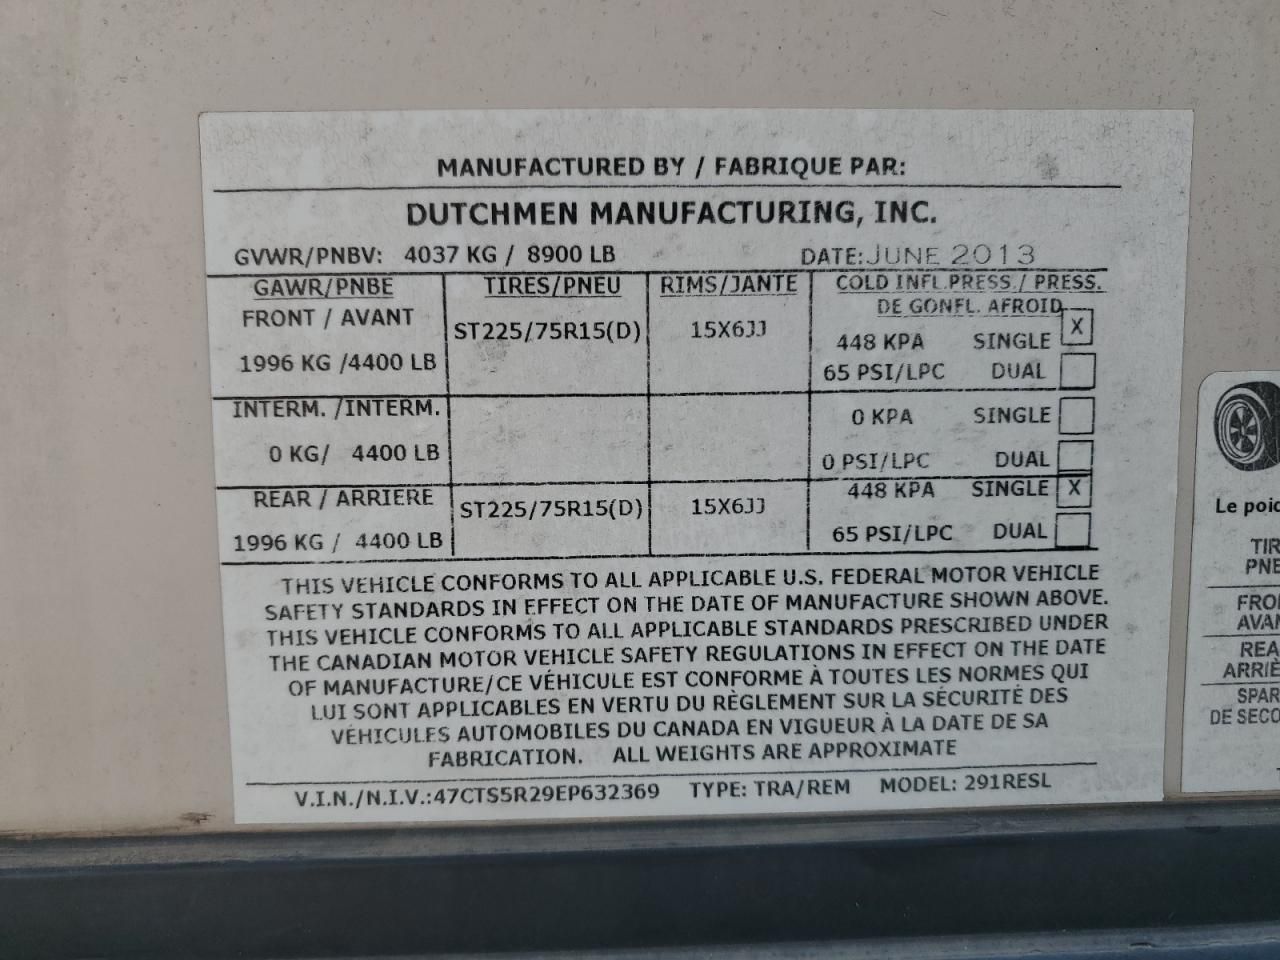 MANUFACTURED BY / FABRIQUE PAR:
DUTCHMEN MANUFACTURING, INC.
GVWR/PNBV: 4037 KG / 8900 LB DATE: JUNE 2013
GAWR/PNBE TIRES/PNEU RIMS/JANTE COLD INFL.PRESS./ PRESS.
DE GONFL. AFROID
FRONT / AVANT ST225/75R15(D) 15X6JJ 448 KPA SINGLE X
1996 KG /4400 LB 65 PSI/LPC DUAL
INTERM. /INTERM. 0 KPA SINGLE
0 KG/ 4400 LB 0 PSI/LPC DUAL
REAR / ARRIERE ST225/75R15(D) 15X6JJ 448 KPA SINGLE X
1996 KG / 4400 LB 65 PSI/LPC DUAL
THIS VEHICLE CONFORMS TO ALL APPLICABLE U.S. FEDERAL MOTOR VEHICLE
SAFETY STANDARDS IN EFFECT ON THE DATE OF MANUFACTURE SHOWN ABOVE.
THIS VEHICLE CONFORMS TO ALL APPLICABLE STANDARDS PRESCRIBED UNDER
THE CANADIAN MOTOR VEHICLE SAFETY REGULATIONS IN EFFECT ON THE DATE
OF MANUFACTURE/CE VÉHICULE EST CONFORME À TOUTES LES NORMES QUI
LUI SONT APPLICABLES EN VERTU DU RÈGLEMENT SUR LA SÉCURITÉ DES
VÉHICULES AUTOMOBILES DU CANADA EN VIGUEUR À LA DATE DE SA
FABRICATION. ALL WEIGHTS ARE APPROXIMATE
V.I.N./N.I.V.:47CTS5R29EP632369 TYPE: TRA/REM MODEL: 291RESL
Le poid
TIR
PNE
FRO
AVAN
REA
ARRIÈ
SPAR
DE SECO